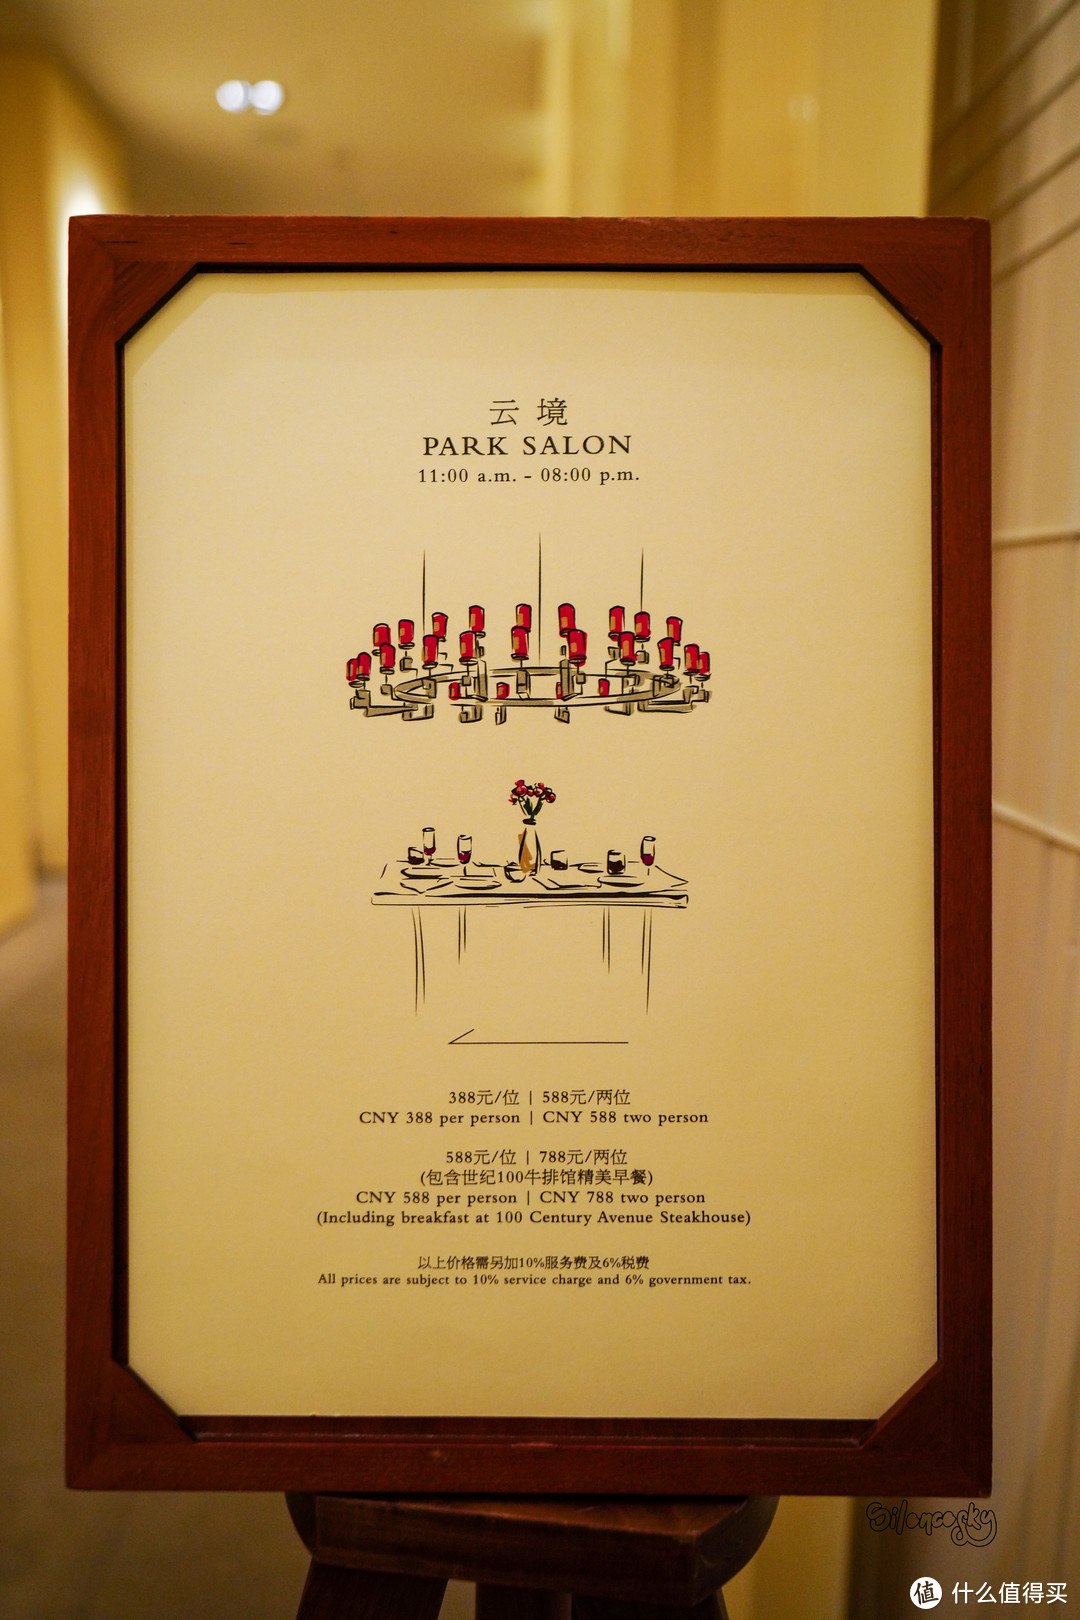 云境
PARK SALON
11:00 a.m. - 08:00 p.m.
388元/位 | 588元/两位
CNY 388 per person | CNY 588 two person
588元/位 | 788元/两位
(包含世纪100牛排馆精美早餐)
CNY 588 per person | CNY 788 two person
(Including breakfast at 100 Century Avenue Steakhouse)
以上价格需另加10%服务费及6%税费
All prices are subject to 10% service charge and 6% government tax.
Siloncosky
值 什么值得买